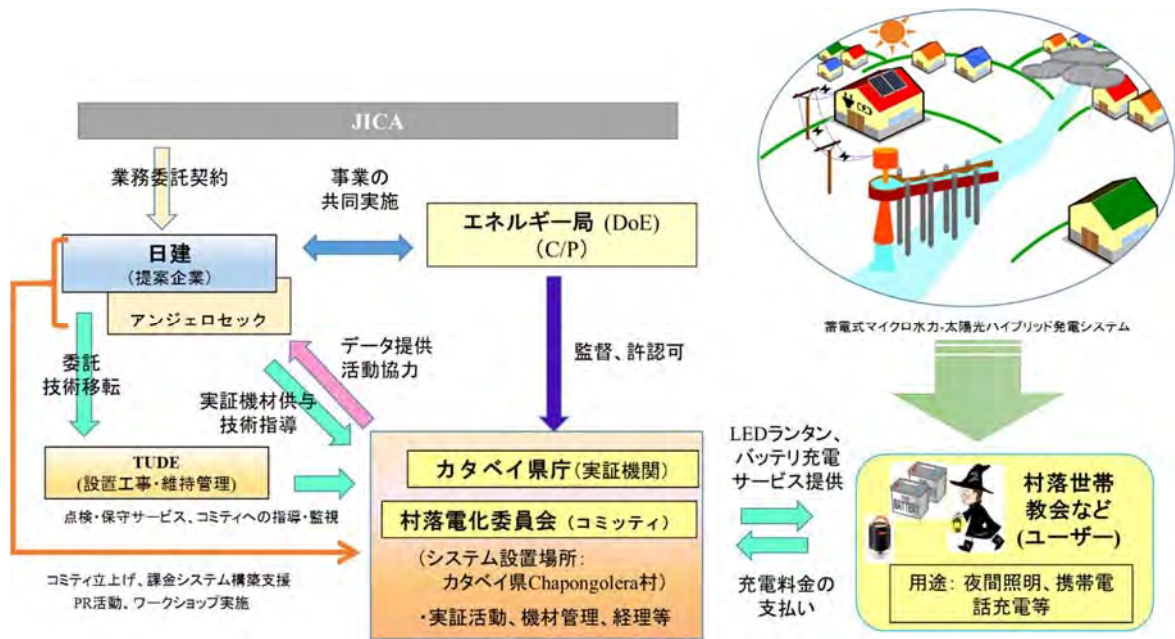 JICA
業務委託契約
事業の
共同実施
エネルギー局 (DoE)
(C/P)
日建
(提案企業)
アンジェロセック
委託
技術移転
データ提供
活動協力
実証機材供与
技術指導
監督、許認可
TUDE
(設置工事・維持管理)
点検・保守サービス、コミティへの指導・監視
コミティ立上げ、課金システム構築支援
PR活動、ワークショップ実施
カタベイ県庁(実証機関)
村落電化委員会 (コミッティ)
(システム設置場所:
カタベイ県Chapongolera村)
・実証活動、機材管理、経理等
蓄電式マイクロ水力-太陽光ハイブリッド発電システム
LEDランタン、
バッテリ充電
サービス提供
充電料金の
支払い
BATTERY
村落世帯
教会など
(ユーザー)
用途: 夜間照明、携帯電
話充電等